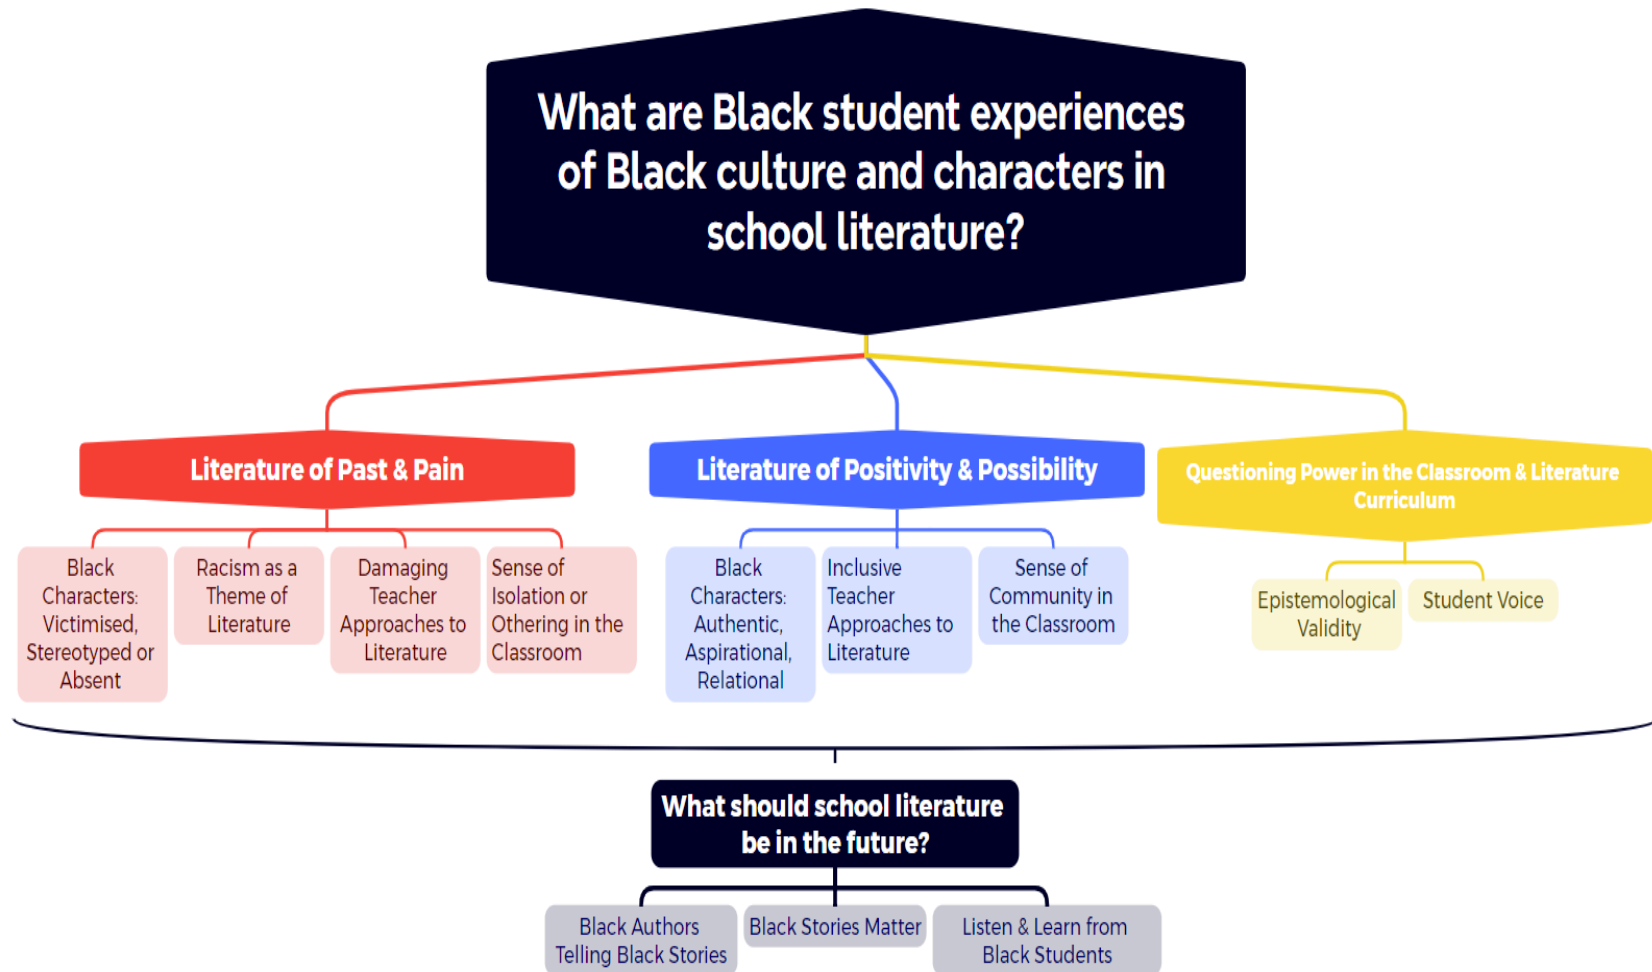 What are Black student experiences
of Black culture and characters in
school literature?
Literature of Past & Pain
Literature of Positivity & Possibility
Questioning Power in the Classroom & Literature
Curriculum
Black
Characters:
Victimised,
Stereotyped or
Absent
Racism as a
Theme of
Literature
Damaging
Teacher
Approaches to
Literature
Sense of
Isolation or
Othering in the
Classroom
Black
Characters:
Authentic,
Aspirational,
Relational
Inclusive
Teacher
Approaches to
Literature
Sense of
Community in
the Classroom
Epistemological
Validity
Student Voice
What should school literature
be in the future?
Black Authors
Telling Black Stories
Black Stories Matter
Listen & Learn from
Black Students